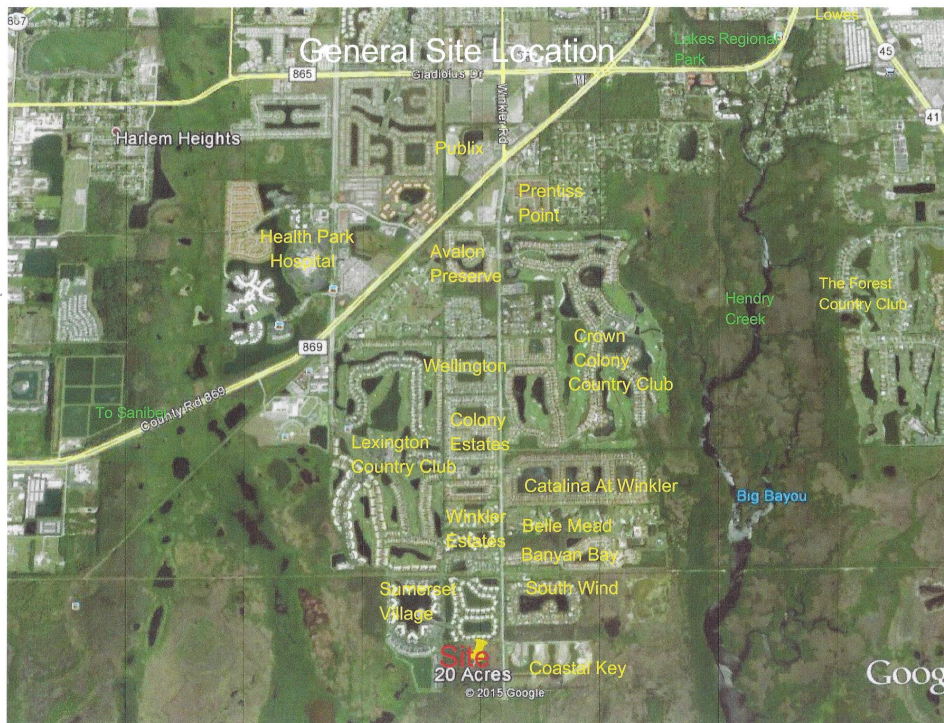 867
General Site Location
Lowes
Lakes Regional
Park
45
865
Gladiolus Dr
Winkler Rd
41
Harlem Heights
Publix
Prentiss
Point
Health Park
Hospital
Avalon
Preserve
The Forest
Country Club
Hendry
Creek
869
Crown
Colony
Country Club
Wellington
To Sanibel
County Rd 869
Colony
Estates
Lexington
Country Club
Catalina At Winkler
Big Bayou
Winkler
Estates
Belle Mead
Banyan Bay
Sumerset
Village
South Wind
Site
20 Acres
Coastal Key
© 2015 Google
Goog